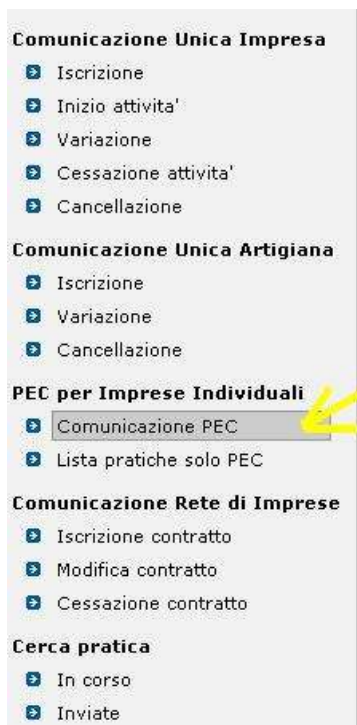 Comunicazione Unica Impresa
Iscrizione
Inizio attivita'
Variazione
Cessazione attivita'
Cancellazione
Comunicazione Unica Artigiana
Iscrizione
Variazione
Cancellazione
PEC per Imprese Individuali
Comunicazione PEC
Lista pratiche solo PEC
Comunicazione Rete di Imprese
Iscrizione contratto
Modifica contratto
Cessazione contratto
Cerca pratica
In corso
Inviate